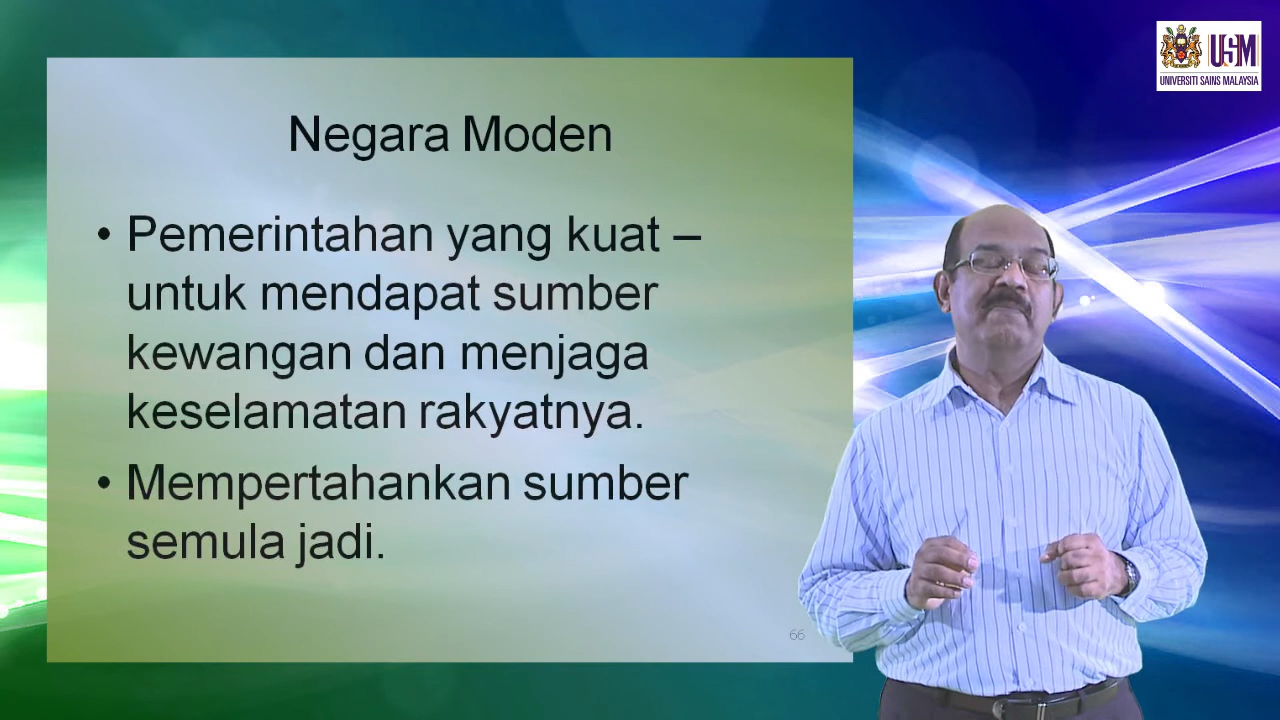 USM
UNIVERSITI SAINS MALAYSIA
Negara Moden
• Pemerintahan yang kuat –
untuk mendapat sumber
kewangan dan menjaga
keselamatan rakyatnya.
• Mempertahankan sumber
semula jadi.
66